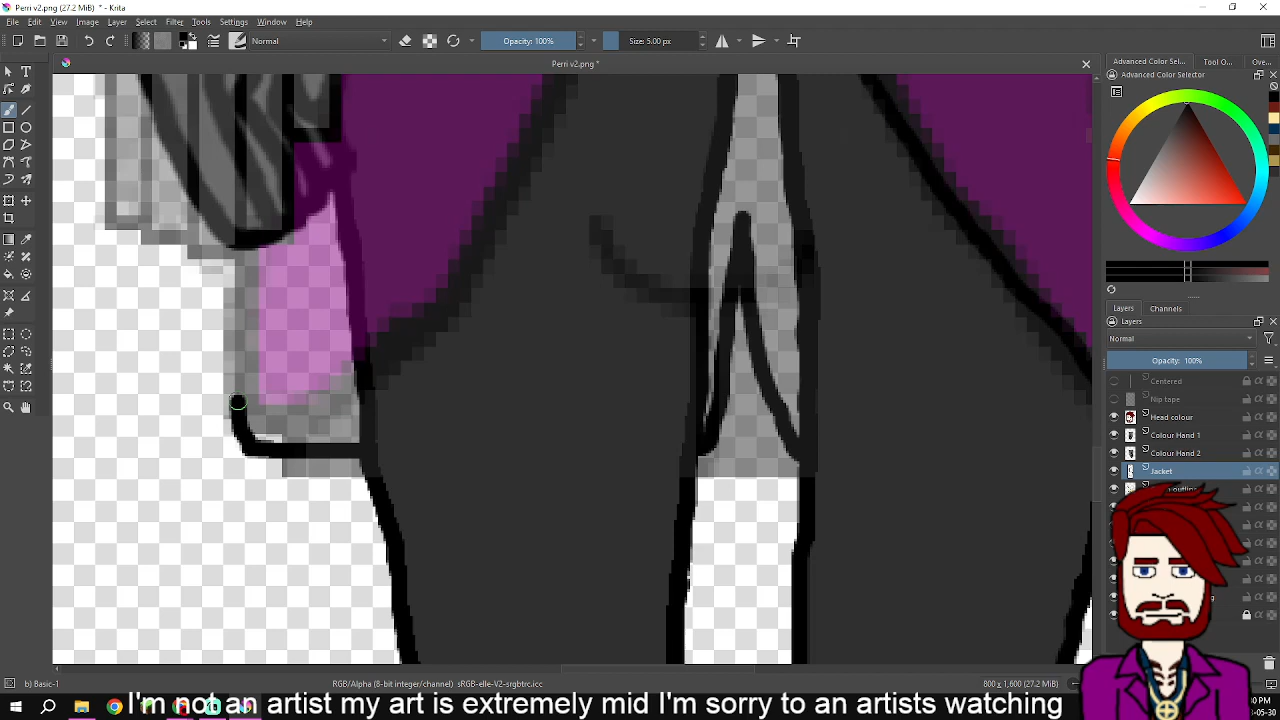 Perri v2.png (27.2 MiB) * - Krita
File Edit View Image Layer Select Filter Tools Settings Window Help
Normal Opacity: 100% Size: 5.00 px
Perri v2.png *
Advanced Color Sel... Tool O... Ove...
Advanced Color Selector
Layers Channels
Layers
Normal
Opacity: 100%
Centered
Nip tape
Head colour
Colour Hand 1
Colour Hand 2
Jacket
b) Basic-1 RGB/Alpha (8-bit integer/channel) sRGB-elle-V2-srgbtrc.icc 800 x 1,600 (27.2 MiB)
I'm not an artist my art is extremely mid I'm sorry to an artists watching